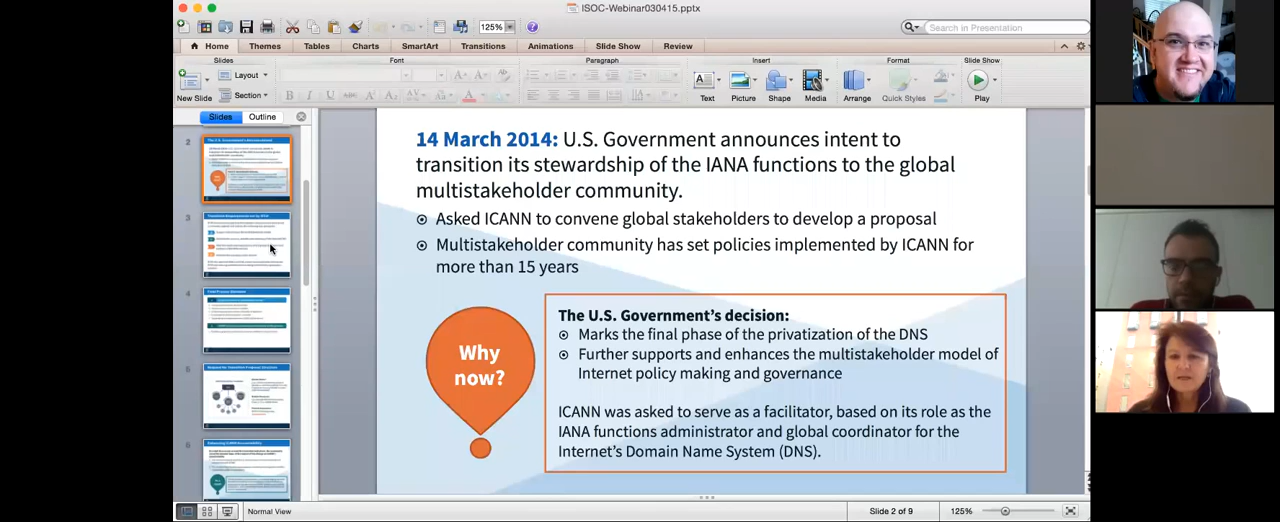 ISOC-Webinar030415.pptx
125%
Search in Presentation
Home
Themes
Tables
Charts
SmartArt
Transitions
Animations
Slide Show
Review
Slides
Font
Paragraph
Insert
Format
Slide Show
New Slide
Layout
Section
Text
Picture
Shape
Media
Arrange
Quick Styles
Play
Slides
Outline
2
3
4
6
14 March 2014: U.S. Government announces intent to
transition its stewardship of the IANA functions to the global
multistakeholder community.
Asked ICANN to convene global stakeholders to develop a proposal
Multistakeholder community has set policies implemented by ICANN for
more than 15 years
Why
now?
The U.S. Government's decision:
Marks the final phase of the privatization of the DNS
Further supports and enhances the multistakeholder model of
Internet policy making and governance
ICANN was asked to serve as a facilitator, based on its role as the
IANA functions administrator and global coordinator for the
Internet's Domain Name System (DNS).
Normal View
Slide 2 of 9
125%